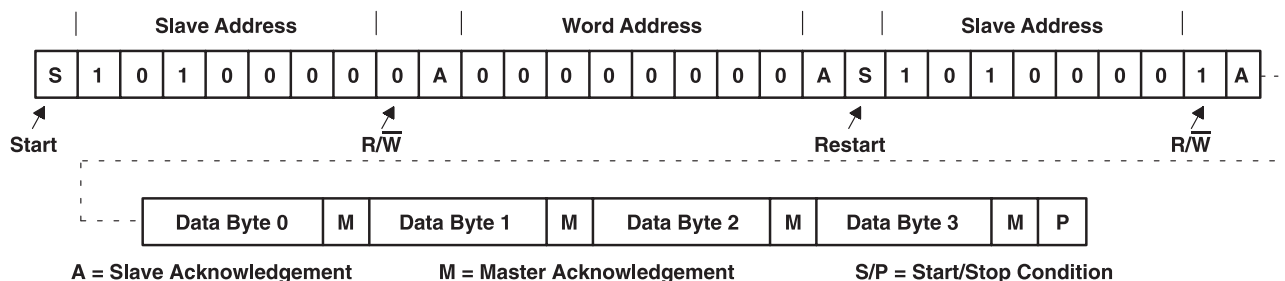 Slave Address Word Address Slave Address
S 1 0 1 0 0 0 0 0 A 0 0 0 0 0 0 0 0 A S 1 0 1 0 0 0 0 1 A
Start R/W̅ Restart R/W̅
Data Byte 0 M Data Byte 1 M Data Byte 2 M Data Byte 3 M P
A = Slave Acknowledgement M = Master Acknowledgement S/P = Start/Stop Condition